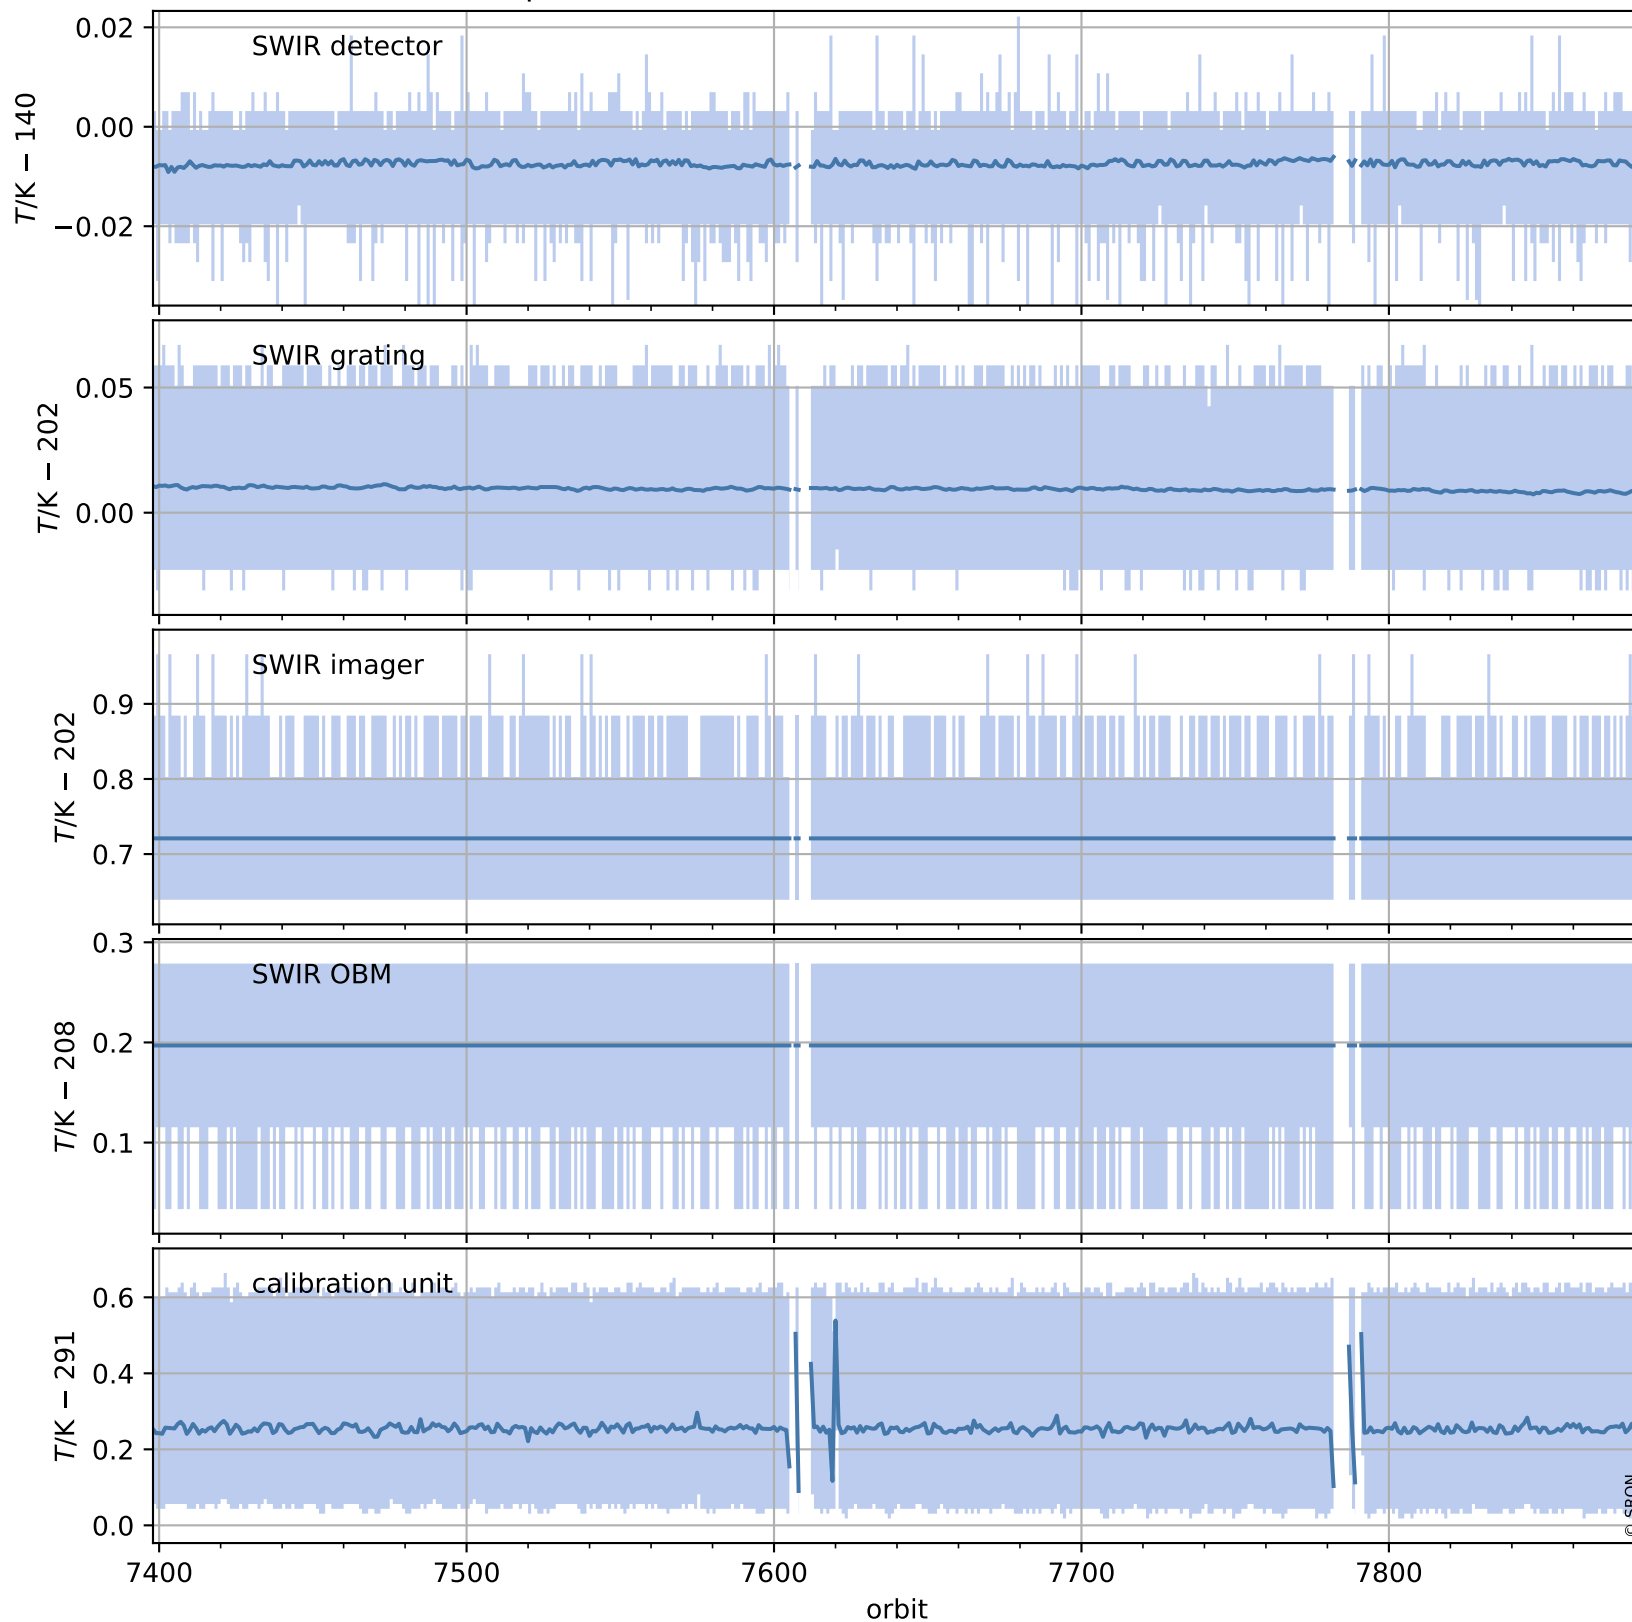 0.02
SWIR detector
0.00
−0.02
T/K − 140
SWIR grating
0.05
0.00
T/K − 202
SWIR imager
0.9
0.8
0.7
T/K − 202
0.3
SWIR OBM
0.2
0.1
T/K − 208
calibration unit
0.6
0.4
0.2
0.0
T/K − 291
© SRON
7400 7500 7600 7700 7800
orbit